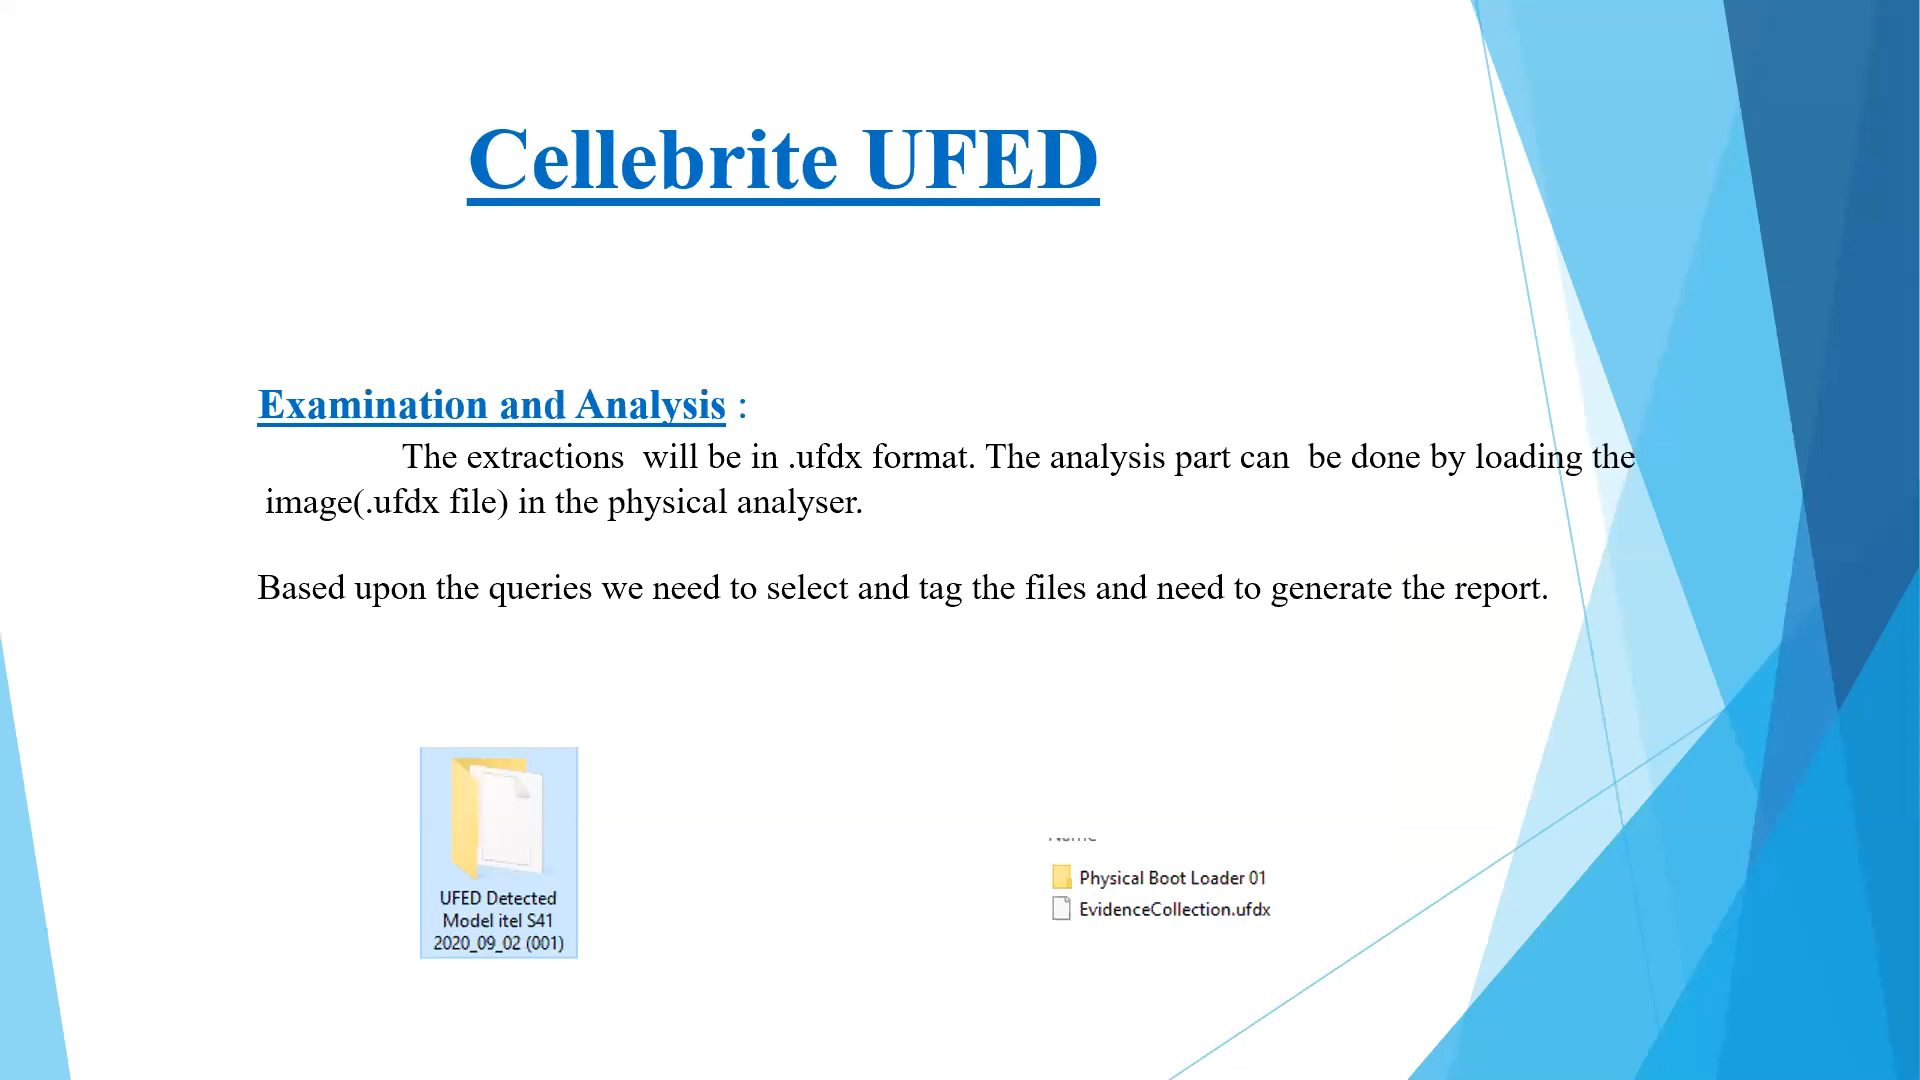 Cellebrite UFED
Examination and Analysis :
The extractions  will be in .ufdx format. The analysis part can  be done by loading the
image(.ufdx file) in the physical analyser.
Based upon the queries we need to select and tag the files and need to generate the report.
UFED Detected
Model itel S41
2020_09_02 (001)
Physical Boot Loader 01
EvidenceCollection.ufdx